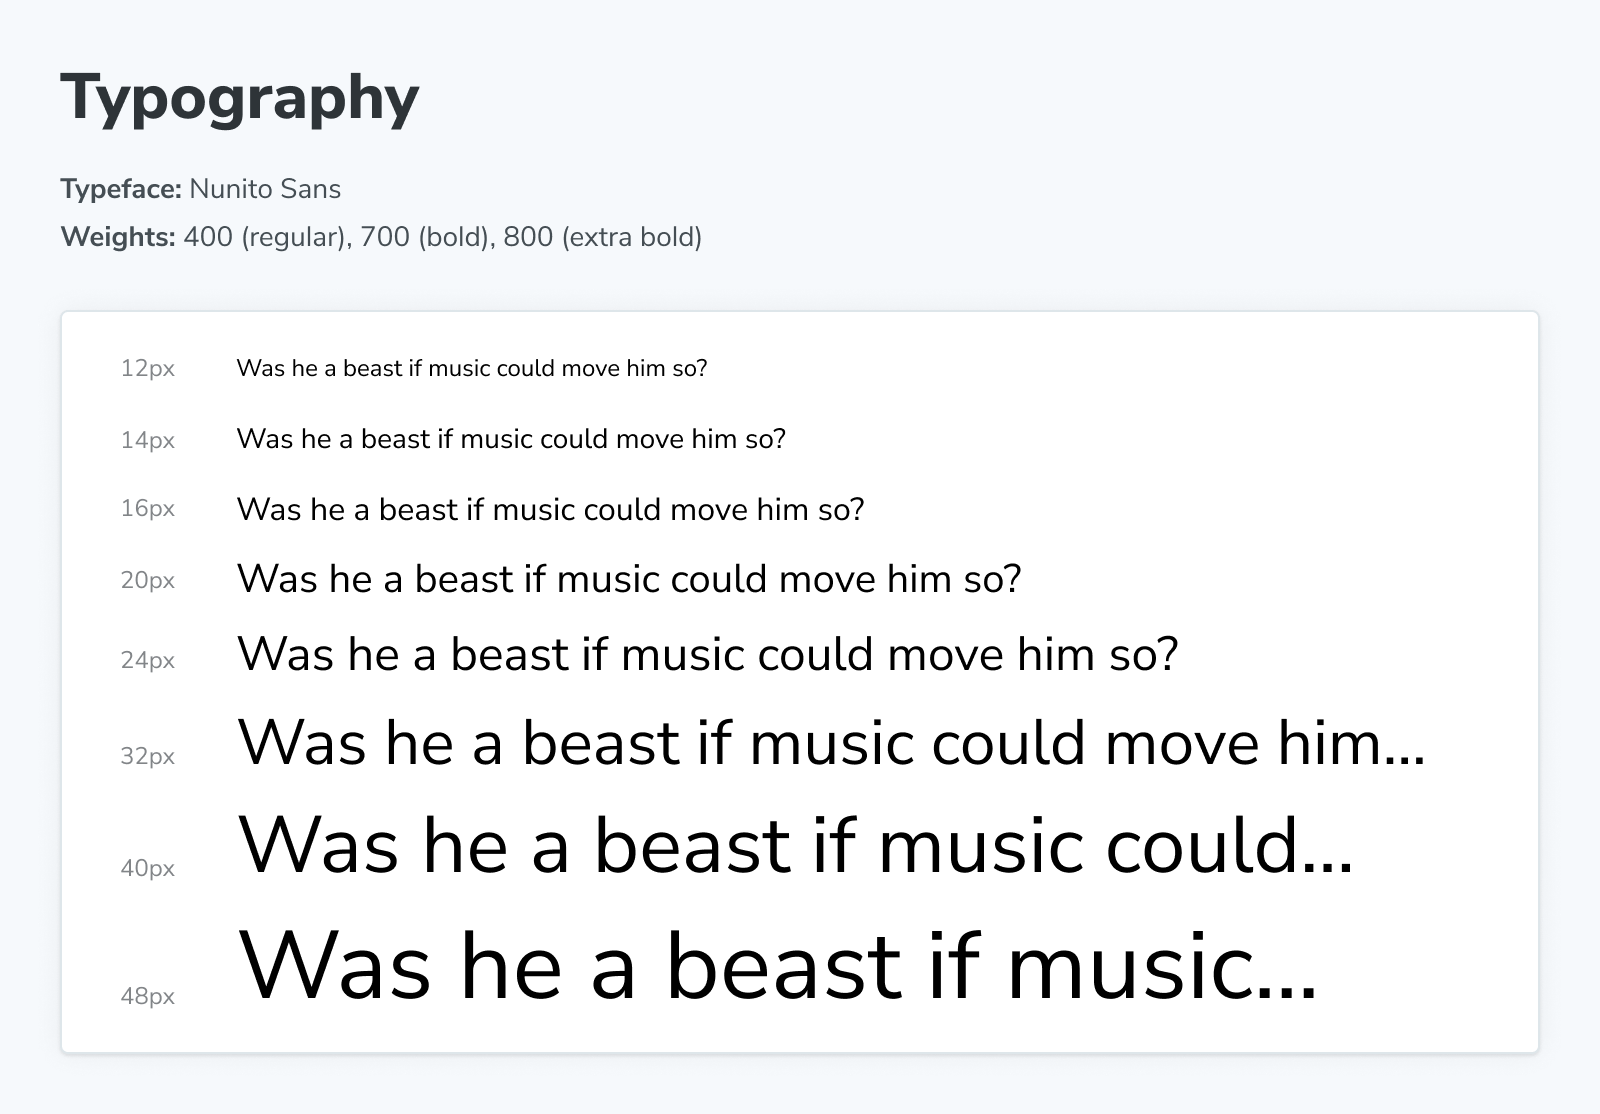 Typography
Typeface: Nunito Sans
Weights: 400 (regular), 700 (bold), 800 (extra bold)
12px Was he a beast if music could move him so?
14px Was he a beast if music could move him so?
16px Was he a beast if music could move him so?
20px Was he a beast if music could move him so?
24px Was he a beast if music could move him so?
32px Was he a beast if music could move him...
40px Was he a beast if music could...
48px Was he a beast if music...